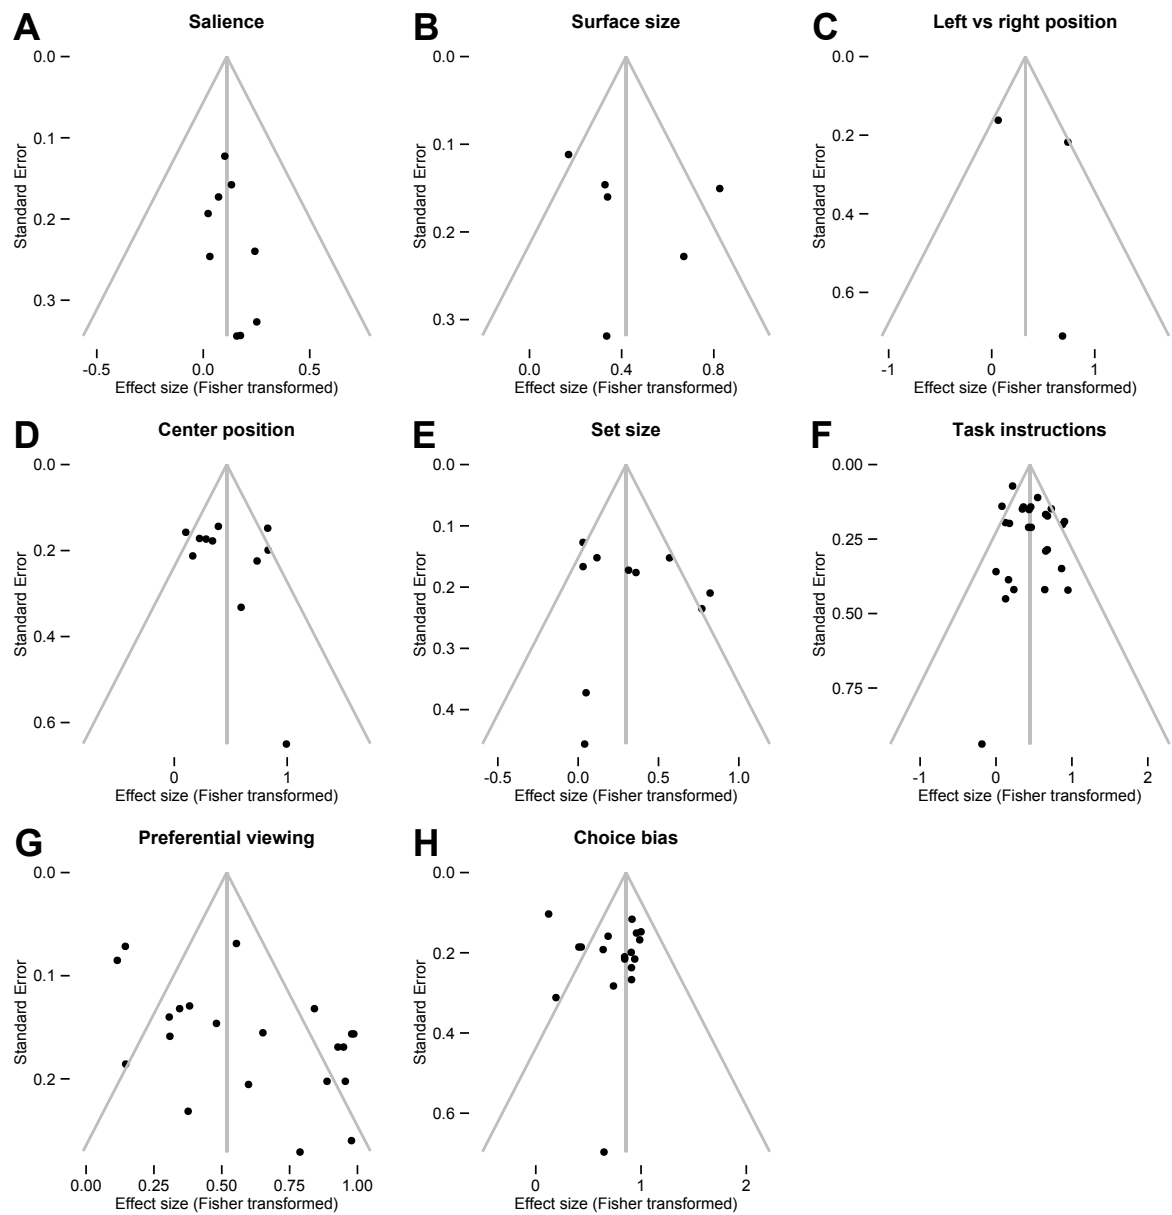 A Salience
0.0
0.1
0.2
0.3
Standard Error
-0.5 0.0 0.5
Effect size (Fisher transformed)
B Surface size
0.0
0.1
0.2
0.3
Standard Error
0.0 0.4 0.8
Effect size (Fisher transformed)
C Left vs right position
0.0
0.2
0.4
0.6
Standard Error
-1 0 1
Effect size (Fisher transformed)
D Center position
0.0
0.2
0.4
0.6
Standard Error
0 1
Effect size (Fisher transformed)
E Set size
0.0
0.1
0.2
0.3
0.4
Standard Error
-0.5 0.0 0.5 1.0
Effect size (Fisher transformed)
F Task instructions
0.00
0.25
0.50
0.75
Standard Error
-1 0 1 2
Effect size (Fisher transformed)
G Preferential viewing
0.0
0.1
0.2
Standard Error
0.00 0.25 0.50 0.75 1.00
Effect size (Fisher transformed)
H Choice bias
0.0
0.2
0.4
0.6
Standard Error
0 1 2
Effect size (Fisher transformed)